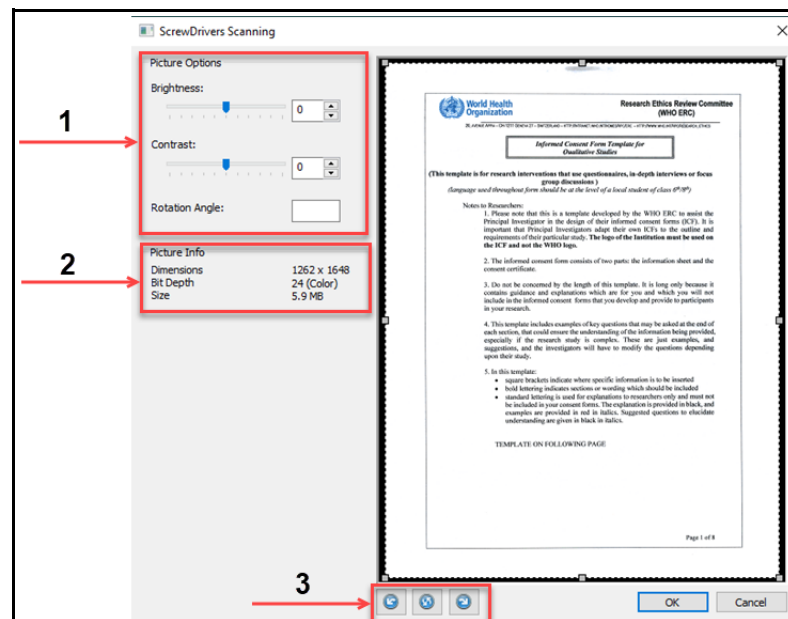 ScrewDrivers Scanning
1
Picture Options
Brightness:
0
Contrast:
0
Rotation Angle:
2
Picture Info
Dimensions 1262 x 1648
Bit Depth 24 (Color)
Size 5.9 MB
World Health
Organization
Research Ethics Review Committee
(WHO ERC)
Informed Consent Form Template for
Qualitative Studies
(This template is for research interventions that use questionnaires, in-depth interviews or focus
group discussions )
(language used throughout form should be at the level of a local student of class 6th/8th)
Notes to Researchers:
1. Please note that this is a template developed by the WHO ERC to assist the
Principal Investigator in the design of their informed consent forms (ICF). It is
important that Principal Investigators adapt their own ICFs to the outline and
requirements of their particular study. The logo of the Institution must be used on
the ICF and not the WHO logo.
2. The informed consent form consists of two parts: the information sheet and the
consent certificate.
3. Do not be concerned by the length of this template. It is long only because it
contains guidance and explanations which are for you and which you will not
include in the informed consent forms that you develop and provide to participants
in your research.
4. This template includes examples of key questions that may be asked at the end of
each section, that could ensure the understanding of the information being provided,
especially if the research study is complex. These are just examples, and
suggestions, and the investigators will have to modify the questions depending
upon their study.
5. In this template:
• square brackets indicate where specific information is to be inserted
• bold lettering indicates sections or wording which should be included
• standard lettering is used for explanations to researchers only and must not
be included in your consent forms. The explanation is provided in black, and
examples are provided in red in italics. Suggested questions to elucidate
understanding are given in black in italics.
TEMPLATE ON FOLLOWING PAGE
Page 1 of 8
3
OK
Cancel